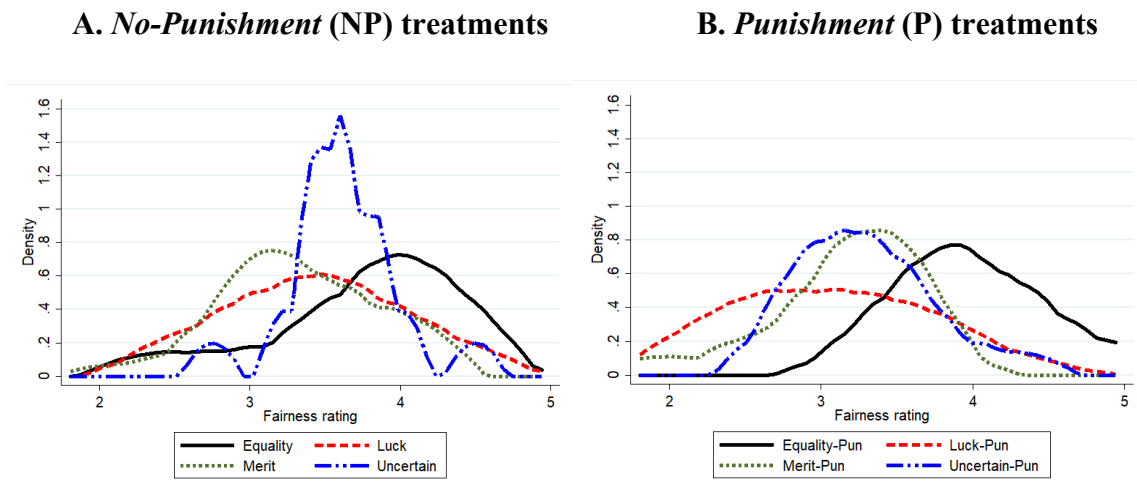 A. No-Punishment (NP) treatments
B. Punishment (P) treatments
1.6
1.4
1.2
1
.8
.6
.4
.2
0
Density
2 3 4 5
Fairness rating
Equality Luck
Merit Uncertain
1.6
1.4
1.2
1
.8
.6
.4
.2
0
Density
2 3 4 5
Fairness rating
Equality-Pun Luck-Pun
Merit-Pun Uncertain-Pun